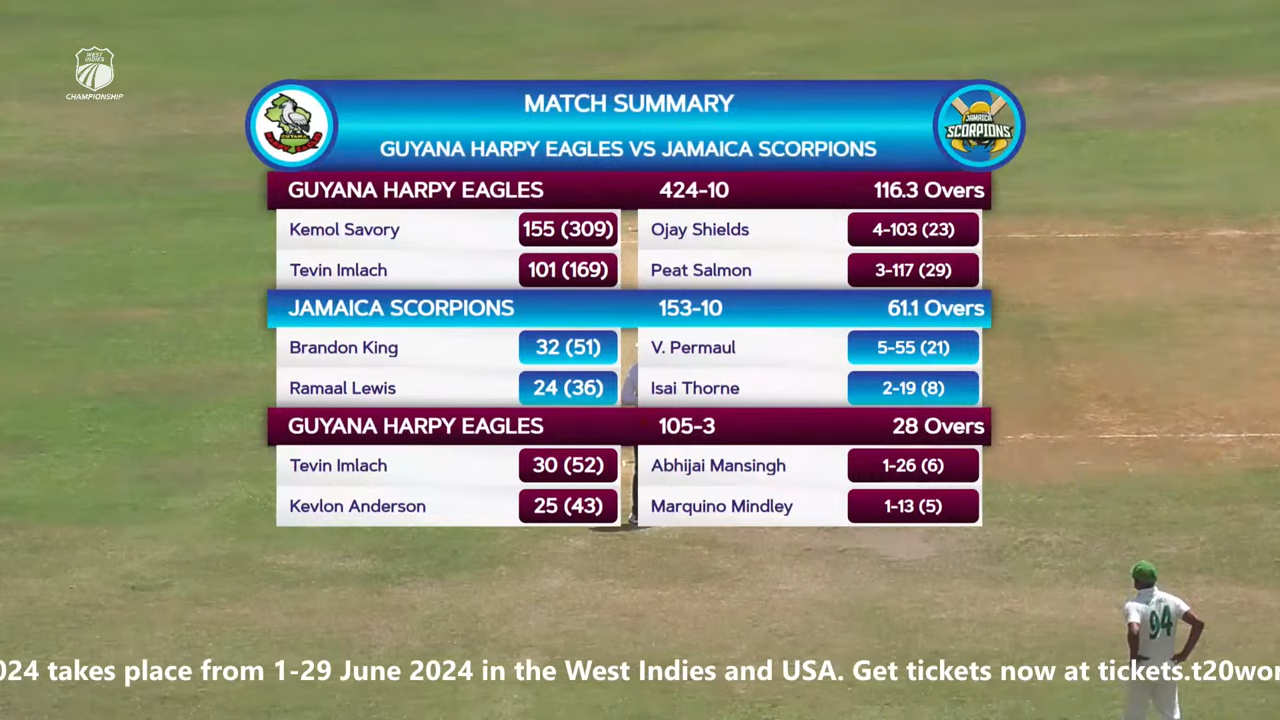 WEST
INDIES
CHAMPIONSHIP
MATCH SUMMARY
JAMAICA
SCORPIONS
GUYANA HARPY EAGLES VS JAMAICA SCORPIONS
GUYANA HARPY EAGLES 424-10 116.3 Overs
Kemol Savory 155 (309) Ojay Shields 4-103 (23)
Tevin Imlach 101 (169) Peat Salmon 3-117 (29)
JAMAICA SCORPIONS 153-10 61.1 Overs
Brandon King 32 (51) V. Permaul 5-55 (21)
Ramaal Lewis 24 (36) Isai Thorne 2-19 (8)
GUYANA HARPY EAGLES 105-3 28 Overs
Tevin Imlach 30 (52) Abhijai Mansingh 1-26 (6)
Kevlon Anderson 25 (43) Marquino Mindley 1-13 (5)
94
024 takes place from 1-29 June 2024 in the West Indies and USA. Get tickets now at tickets.t20wor